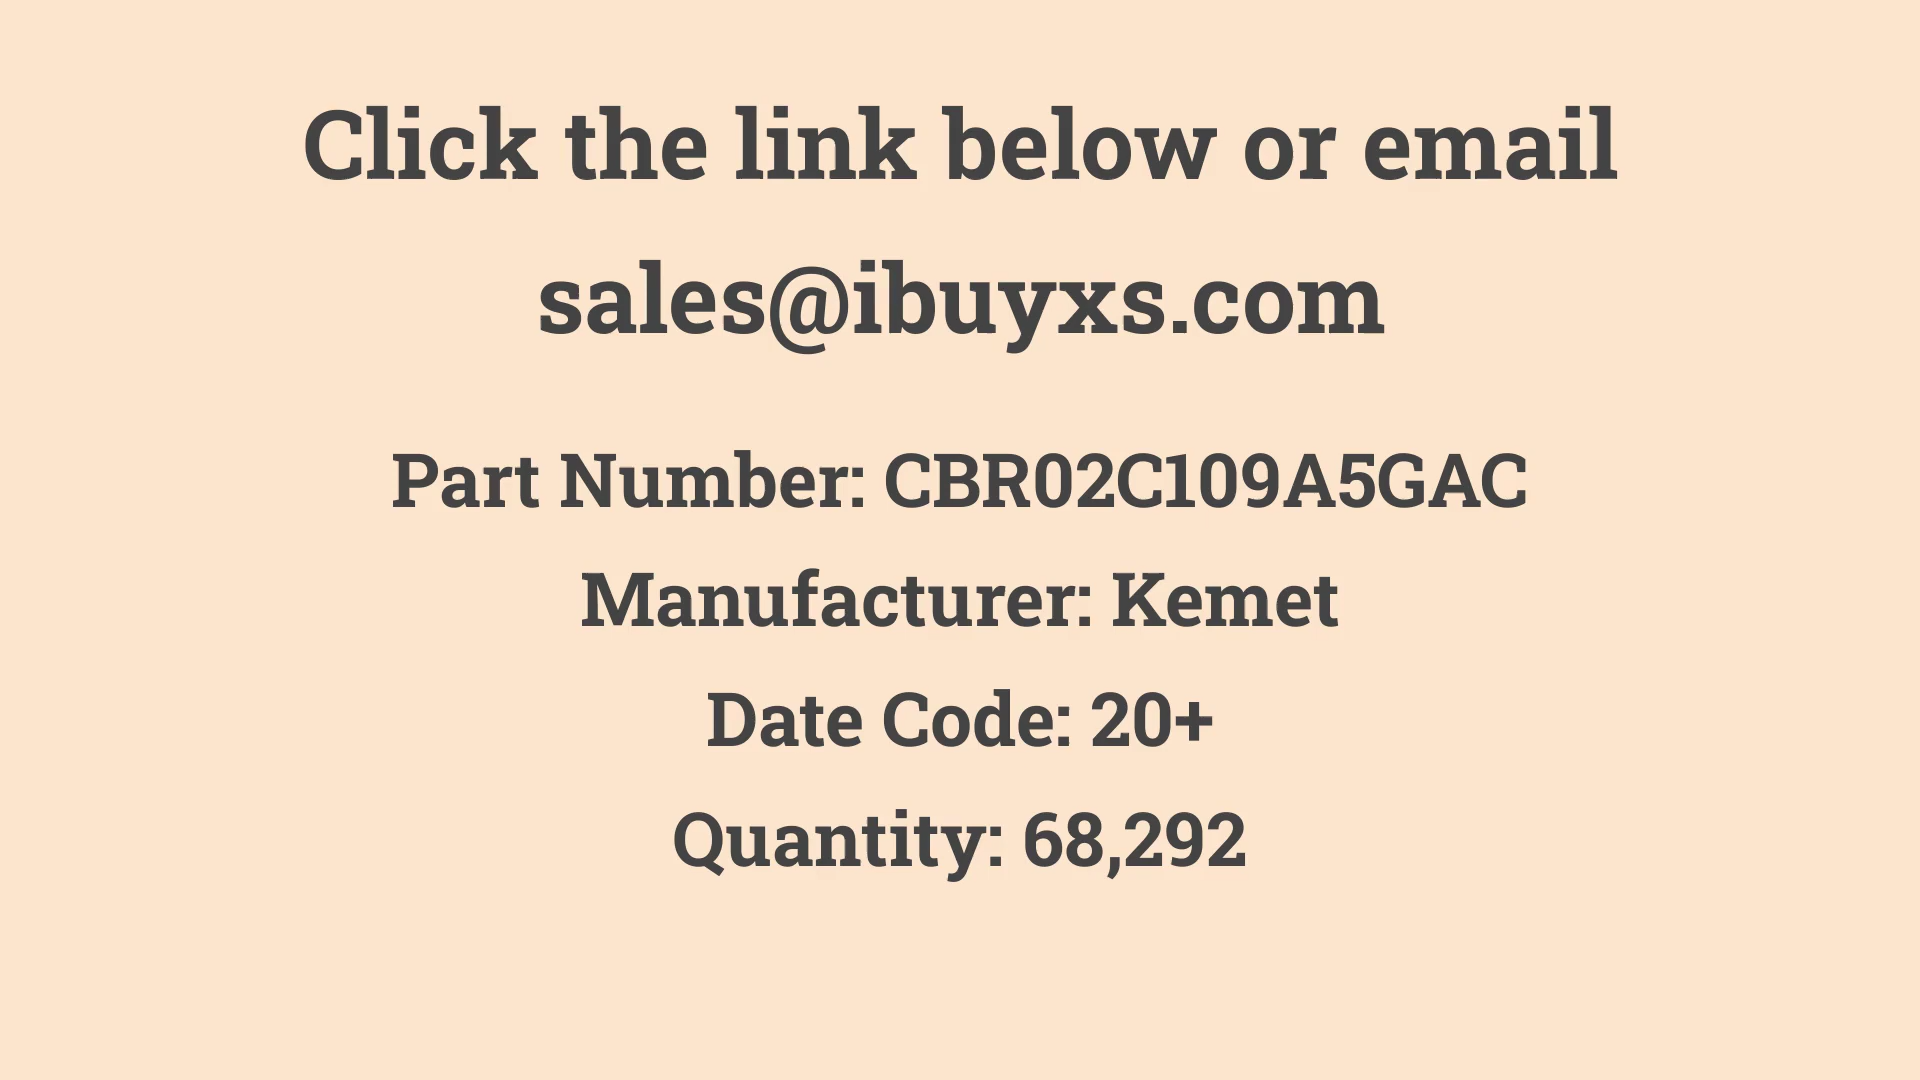 Click the link below or email
sales@ibuyxs.com
Part Number: CBR02C109A5GAC
Manufacturer: Kemet
Date Code: 20+
Quantity: 68,292